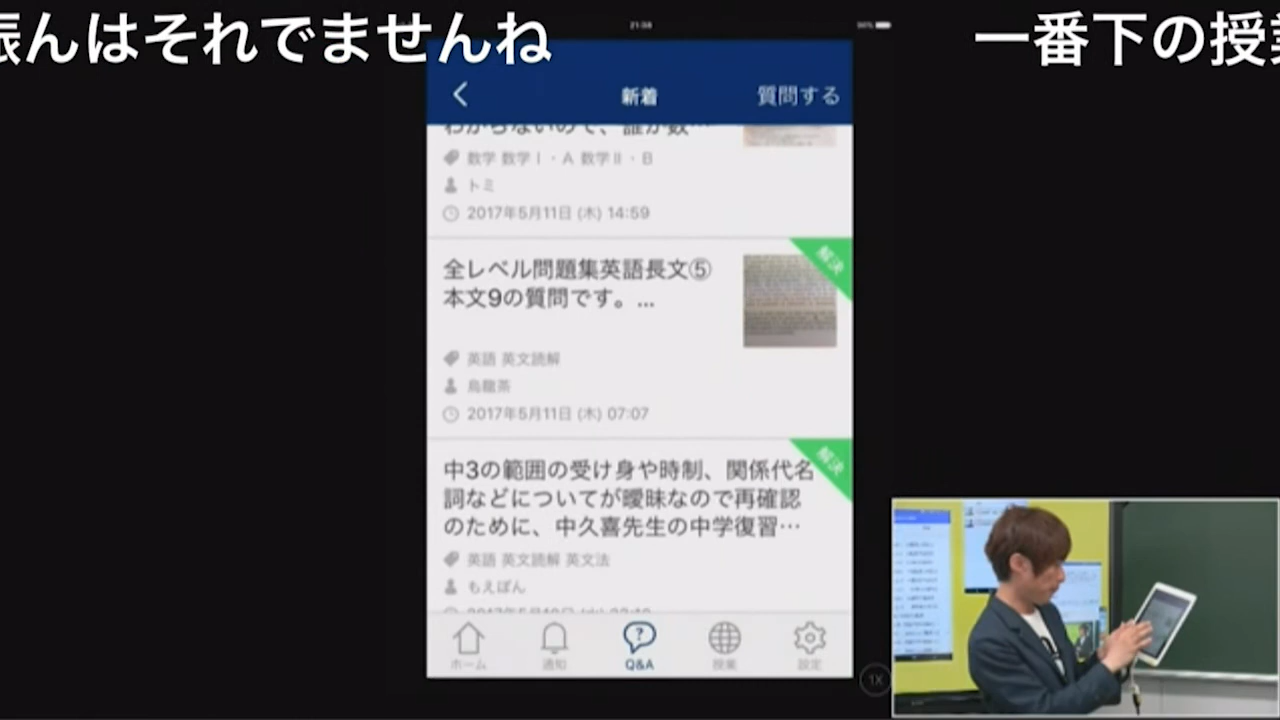 振んはそれでませんね
一番下の授業
21:58
新着
質問する
わからないので、誰か数…
数学 数学Ⅰ・A 数学Ⅱ・B
トミ
2017年5月11日 (木) 14:59
解決
全レベル問題集英語長文⑤
本文9の質問です。...
英語 英文読解
烏龍茶
2017年5月11日 (木) 07:07
解決
中3の範囲の受け身や時制、関係代名
詞などについてが曖昧なので再確認
のために、中久喜先生の中学復習…
英語 英文読解 英文法
もえぽん
ホーム
通知
Q&A
授業
設定
1X